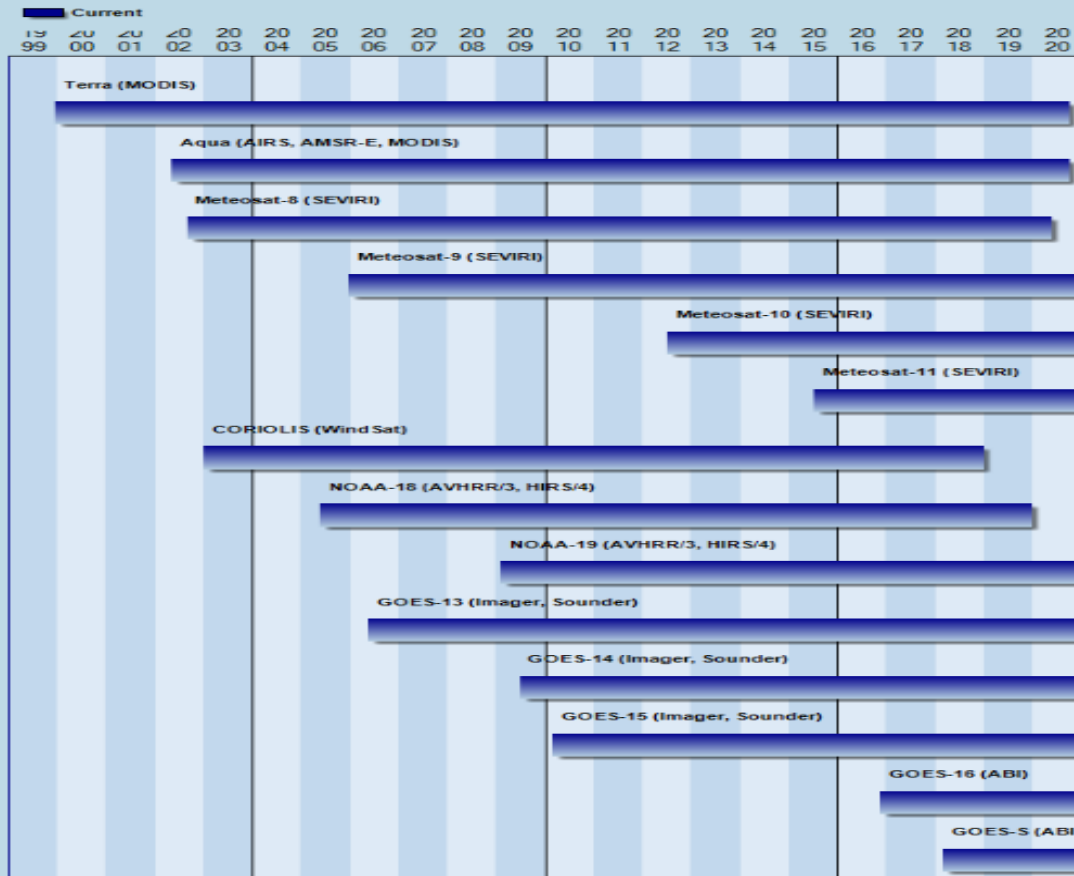 Current
19 20 20 20 20 20 20 20 20 20 20 20 20 20 20 20 20 20 20 20 20 20
99 00 01 02 03 04 05 06 07 08 09 10 11 12 13 14 15 16 17 18 19 20
Terra (MODIS)
Aqua (AIRS, AMSR-E, MODIS)
Meteosat-8 (SEVIRI)
Meteosat-9 (SEVIRI)
Meteosat-10 (SEVIRI)
Meteosat-11 (SEVIRI)
CORIOLIS (WindSat)
NOAA-18 (AVHRR/3, HIRS/4)
NOAA-19 (AVHRR/3, HIRS/4)
GOES-13 (Imager, Sounder)
GOES-14 (Imager, Sounder)
GOES-15 (Imager, Sounder)
GOES-16 (ABI)
GOES-S (ABI